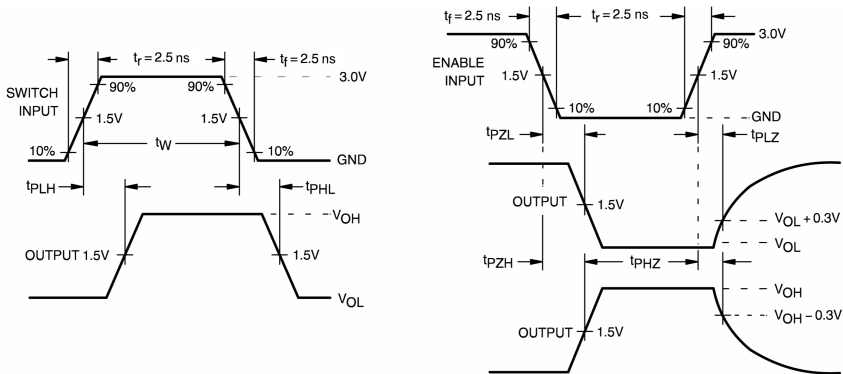 tr = 2.5 ns
tf = 2.5 ns
90%
90%
3.0V
SWITCH
INPUT
1.5V
1.5V
tW
10%
10%
GND
tPLH
tPHL
VOH
OUTPUT 1.5V
1.5V
VOL
tf = 2.5 ns
tr = 2.5 ns
90%
90%
3.0V
ENABLE
INPUT
1.5V
1.5V
10%
10%
GND
tPZL
tPLZ
OUTPUT
1.5V
VOL + 0.3V
VOL
tPZH
tPHZ
VOH
VOH – 0.3V
OUTPUT
1.5V